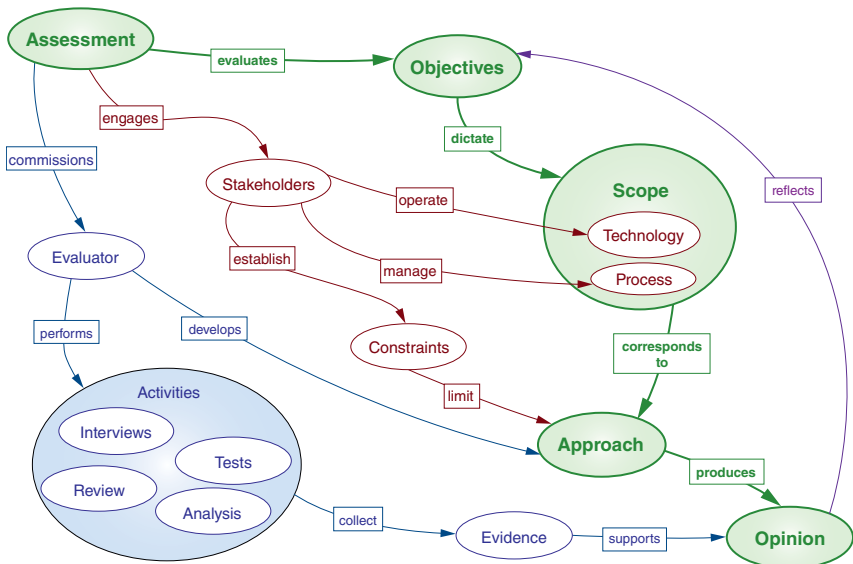 Assessment
evaluates
Objectives
engages
dictate
commissions
Stakeholders
operate
Scope
reflects
Technology
Evaluator
establish
manage
Process
performs
develops
Constraints
corresponds
to
limit
Activities
Interviews
Tests
Review
Analysis
Approach
produces
collect
Evidence
supports
Opinion